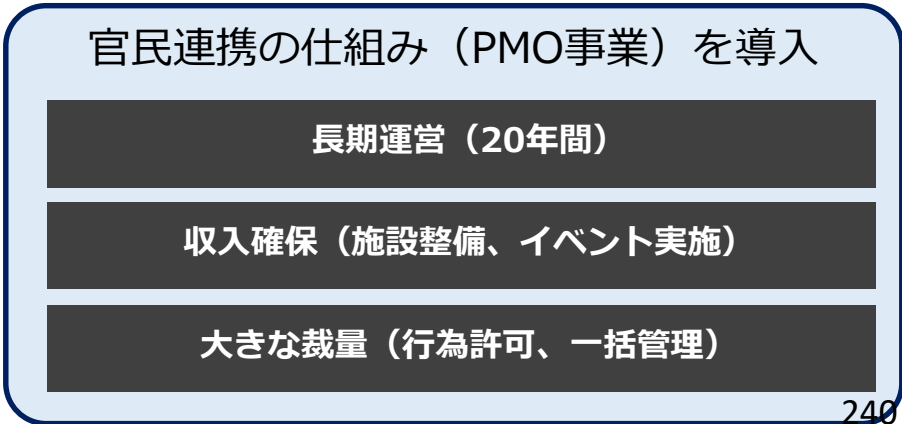 官民連携の仕組み（PMO事業）を導入
長期運営（20年間）
収入確保（施設整備、イベント実施）
大きな裁量（行為許可、一括管理）
240